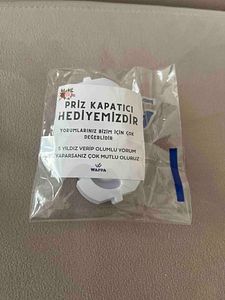 PRİZ KAPATICI
HEDİYEMİZDİR
YORUMLARINIZ BİZİM İÇİN ÇOK
DEĞERLİDİR
5 YILDIZ VERİP OLUMLU YORUM
YAPARSANIZ ÇOK MUTLU OLURUZ
WAFFA